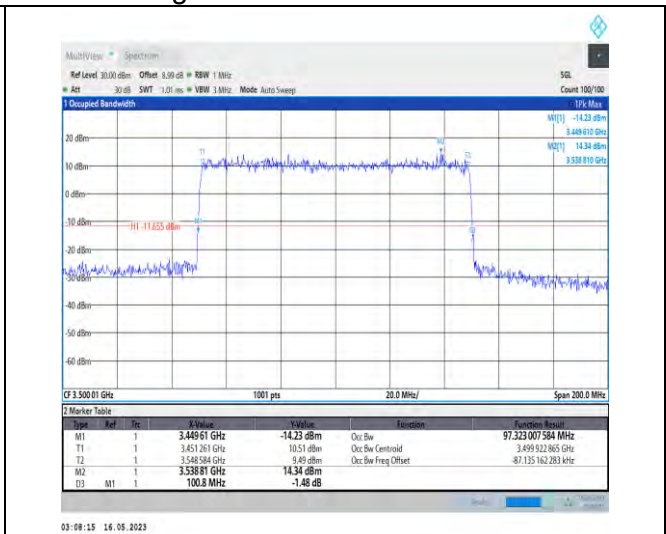 MultiView Spectrum
Ref Level 30.00 dBm Offset 8.99 dB RBW 1 MHz SGL
Att 30 dB SWT 1.01 ms VBW 3 MHz Mode Auto Sweep Count 100/100
1 Occupied Bandwidth 1Pk Max
M1[1] -14.23 dBm
3.449 610 GHz
M2[1] 14.34 dBm
3.538 810 GHz
20 dBm
10 dBm
0 dBm
-10 dBm
H1 -11.655 dBm
-20 dBm
-30 dBm
-40 dBm
-50 dBm
-60 dBm
T1
M2
T2
M1
D3
CF 3.500 01 GHz 1001 pts 20.0 MHz/ Span 200.0 MHz
2 Marker Table
Type Ref Trc X-Value Y-Value Function Function Result
M1 1 3.449 61 GHz -14.23 dBm Occ Bw 97.323 007 584 MHz
T1 1 3.451 261 GHz 10.51 dBm Occ Bw Centroid 3.499 922 865 GHz
T2 1 3.548 584 GHz 9.49 dBm Occ Bw Freq Offset -87.135 162 283 kHz
M2 1 3.538 81 GHz 14.34 dBm
D3 M1 1 100.8 MHz -1.48 dB
03:08:15 16.05.2023